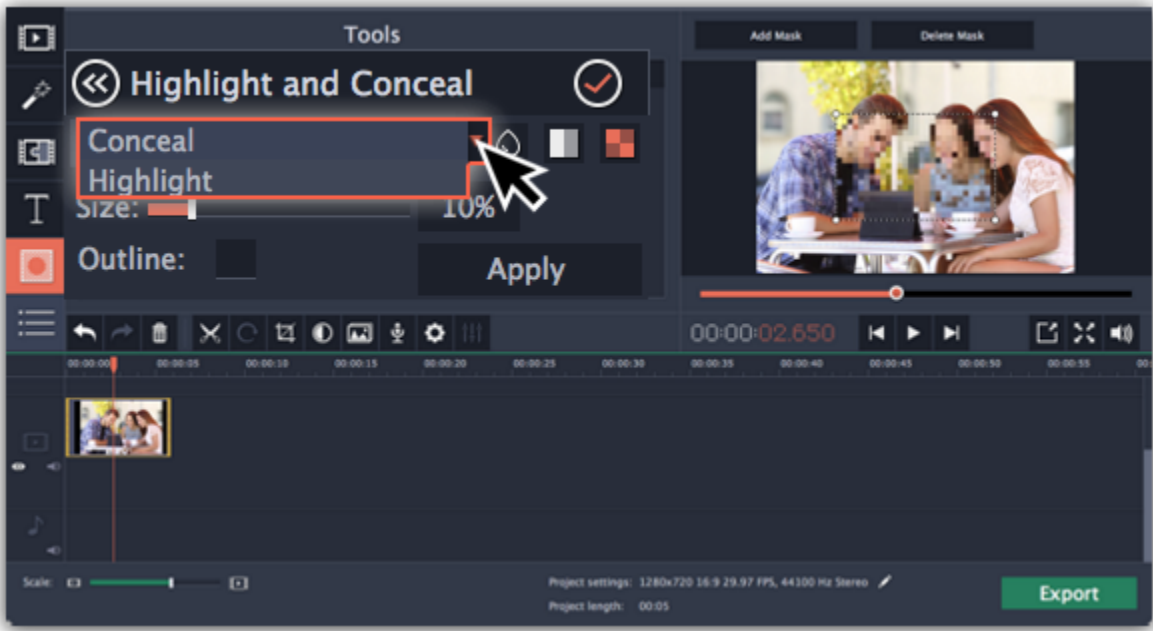 Tools
Add Mask
Delete Mask
Highlight and Conceal
Conceal
Highlight
Size:
10%
Outline:
Apply
T
00:00:02.650
00:00:00 00:00:05 00:00:10 00:00:15 00:00:20 00:00:25 00:00:30 00:00:35 00:00:40 00:00:45 00:00:50 00:00:55 00:
Scale:
Project settings: 1280x720 16:9 29.97 FPS, 44100 Hz Stereo
Project length: 00:05
Export